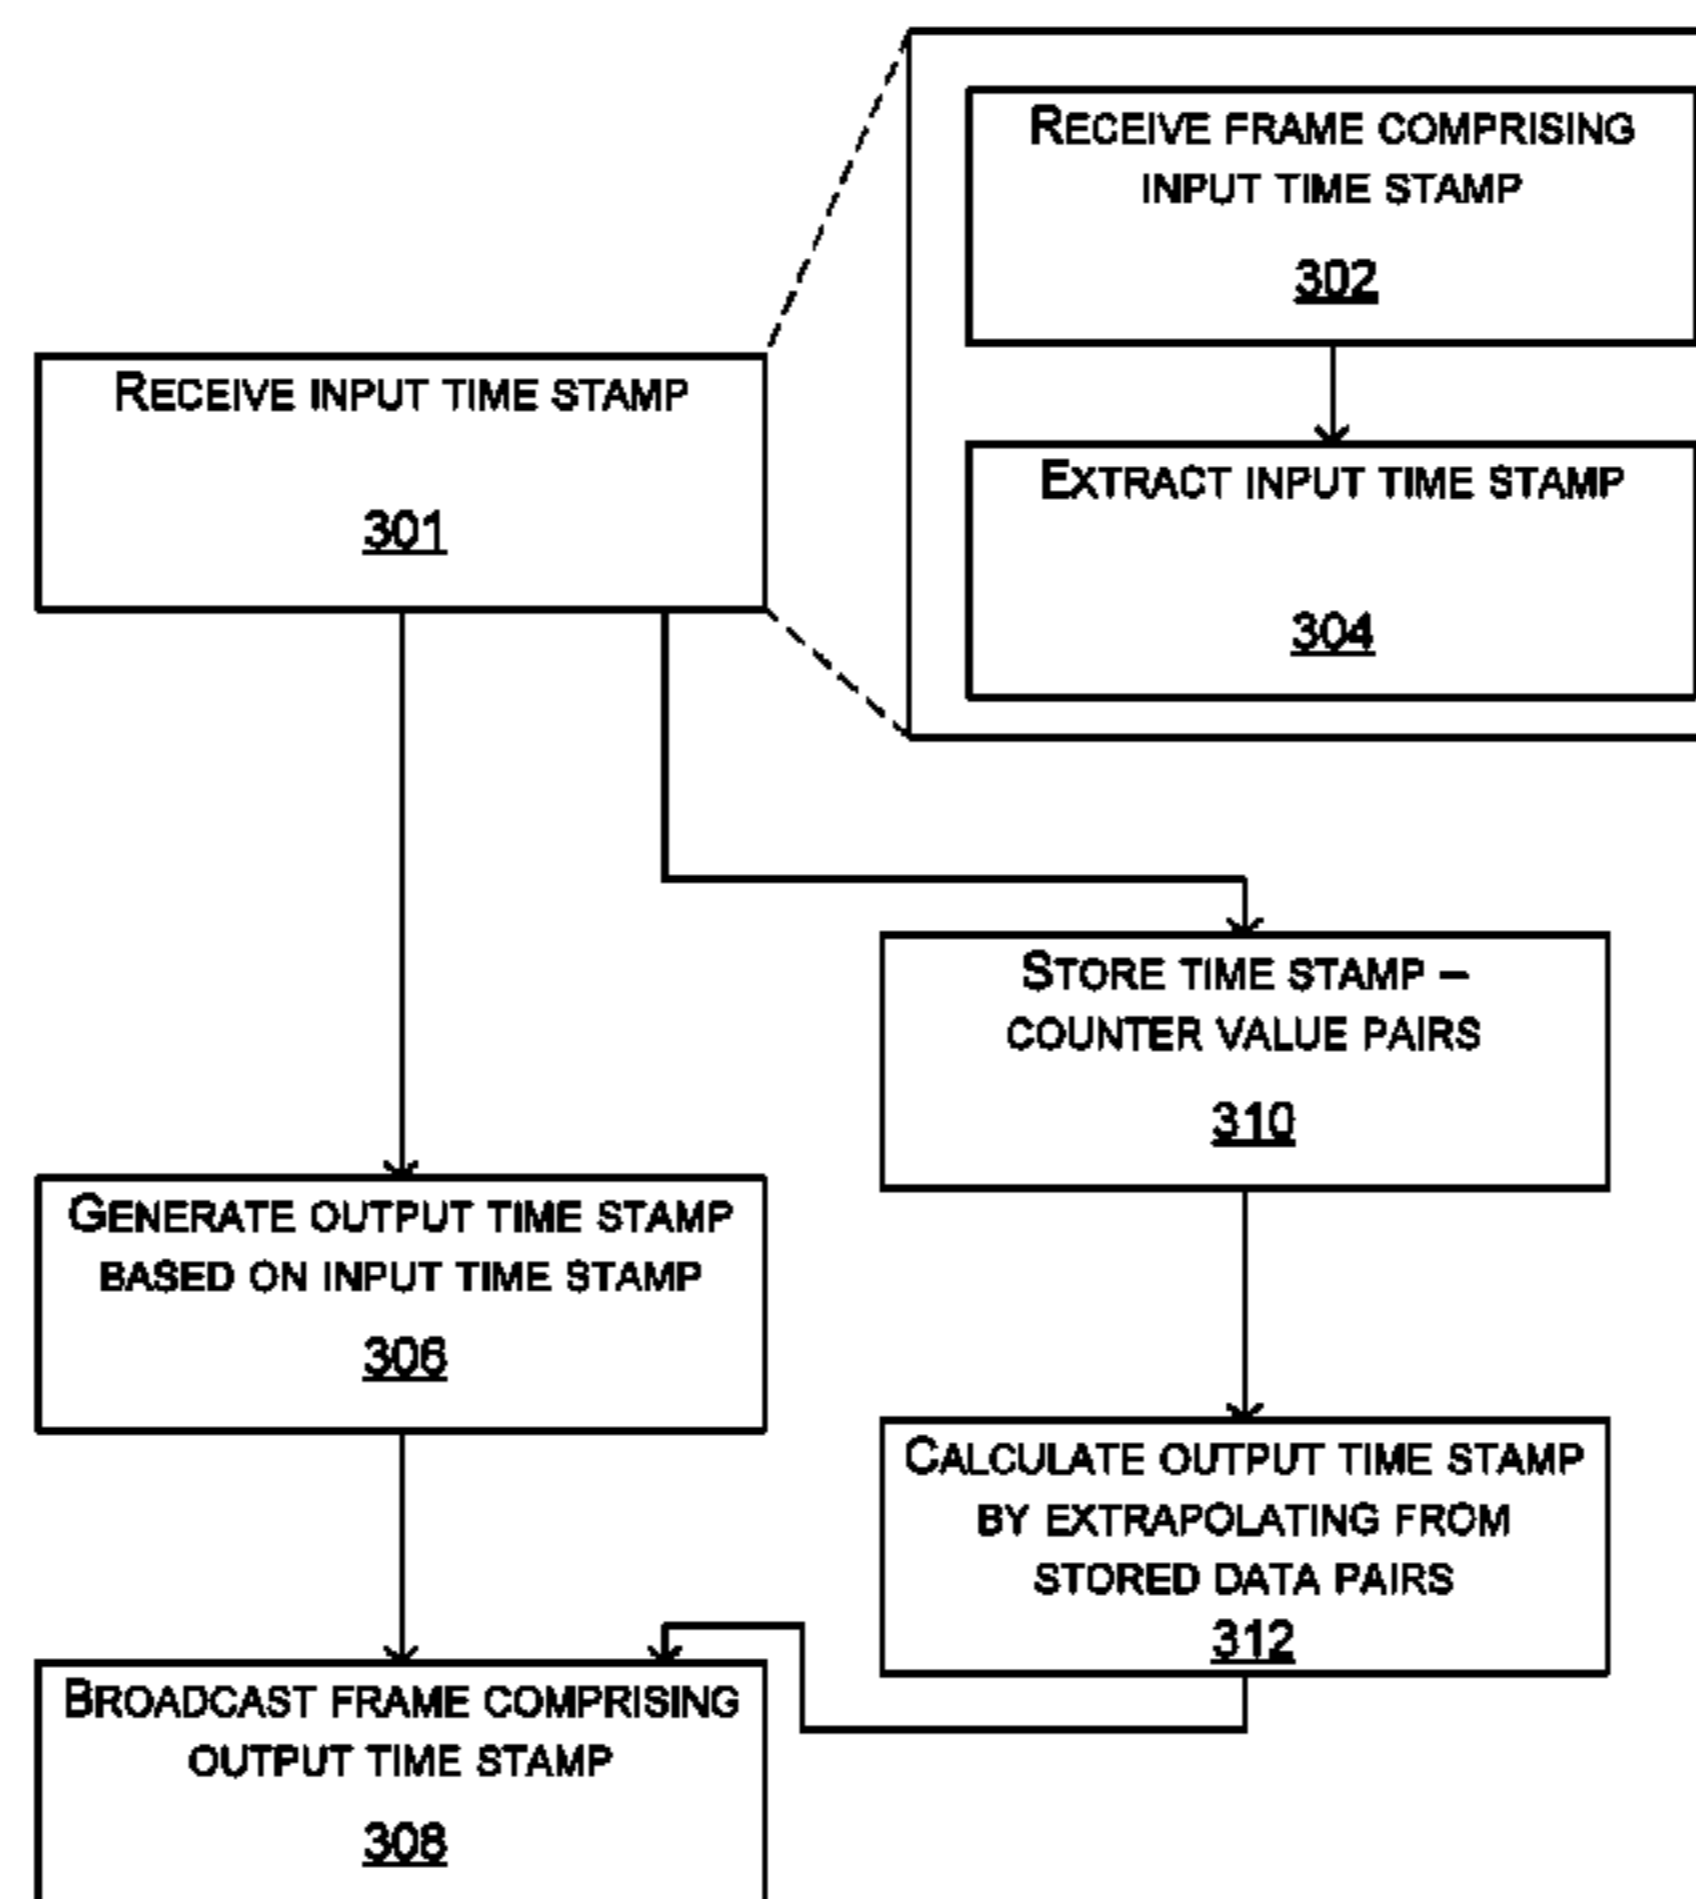 RECEIVE FRAME COMPRISING
INPUT TIME STAMP
302
RECEIVE INPUT TIME STAMP
301
EXTRACT INPUT TIME STAMP
304
STORE TIME STAMP –
COUNTER VALUE PAIRS
310
GENERATE OUTPUT TIME STAMP
BASED ON INPUT TIME STAMP
306
CALCULATE OUTPUT TIME STAMP
BY EXTRAPOLATING FROM
STORED DATA PAIRS
312
BROADCAST FRAME COMPRISING
OUTPUT TIME STAMP
308